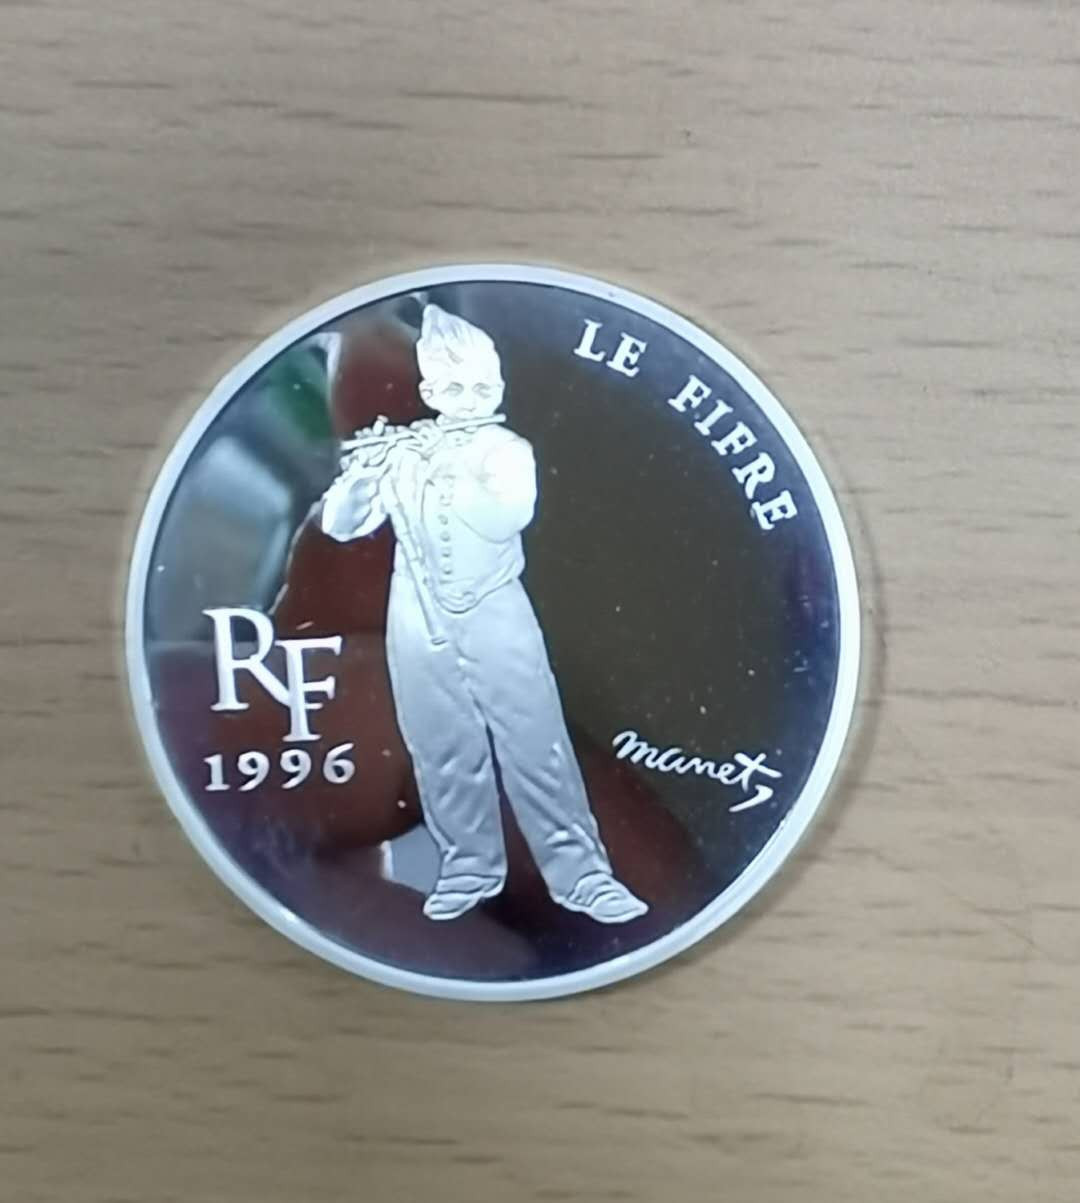 LE FIFRE
RF
1996
manet,